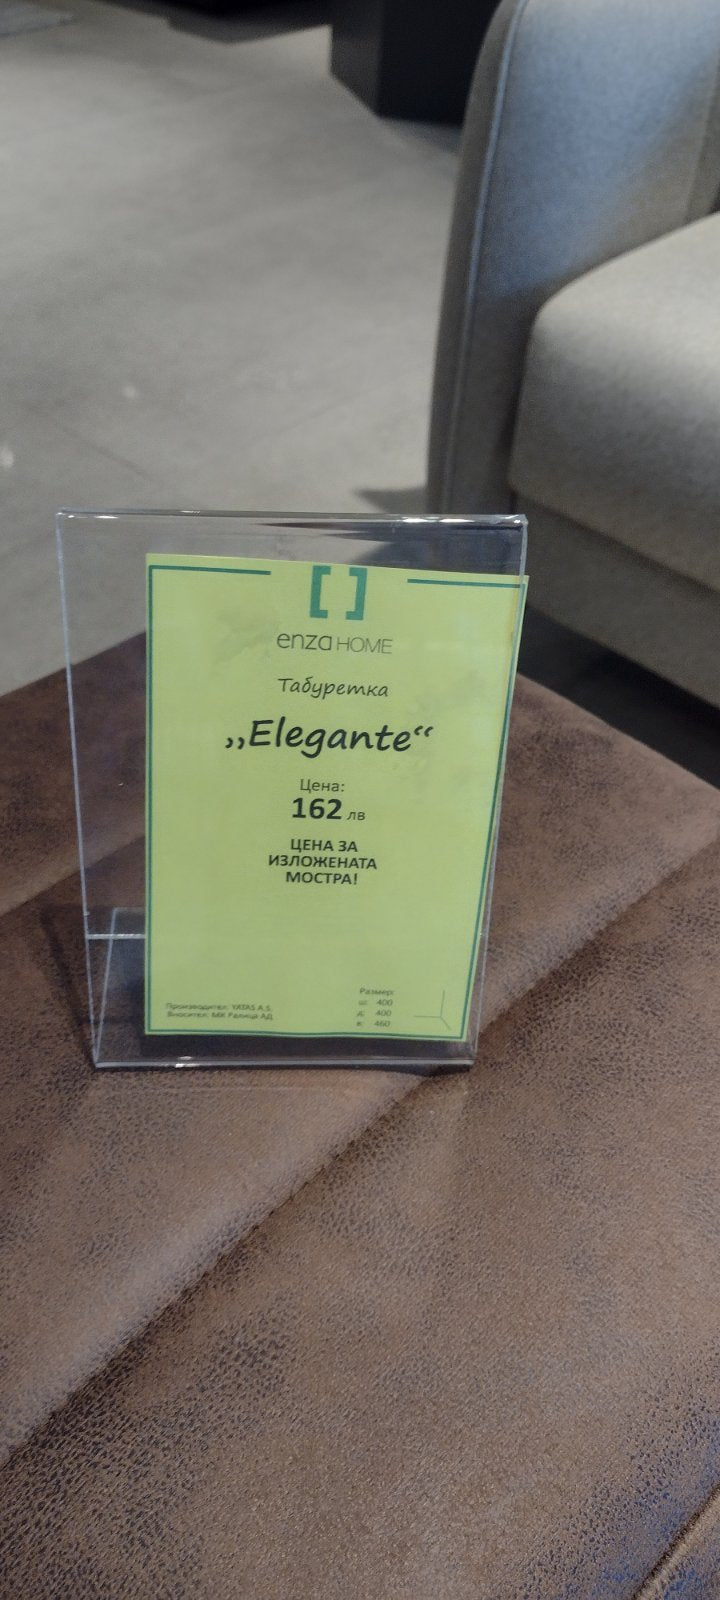 [ ]
enza HOME
Табуретка
„Elegante“
Цена:
162 лв
ЦЕНА ЗА
ИЗЛОЖЕНАТА
МОСТРА!
Производител: YATAS A.S.
Вносител: МК Ралица АД
Размер:
ш: 400
д: 400
в: 460